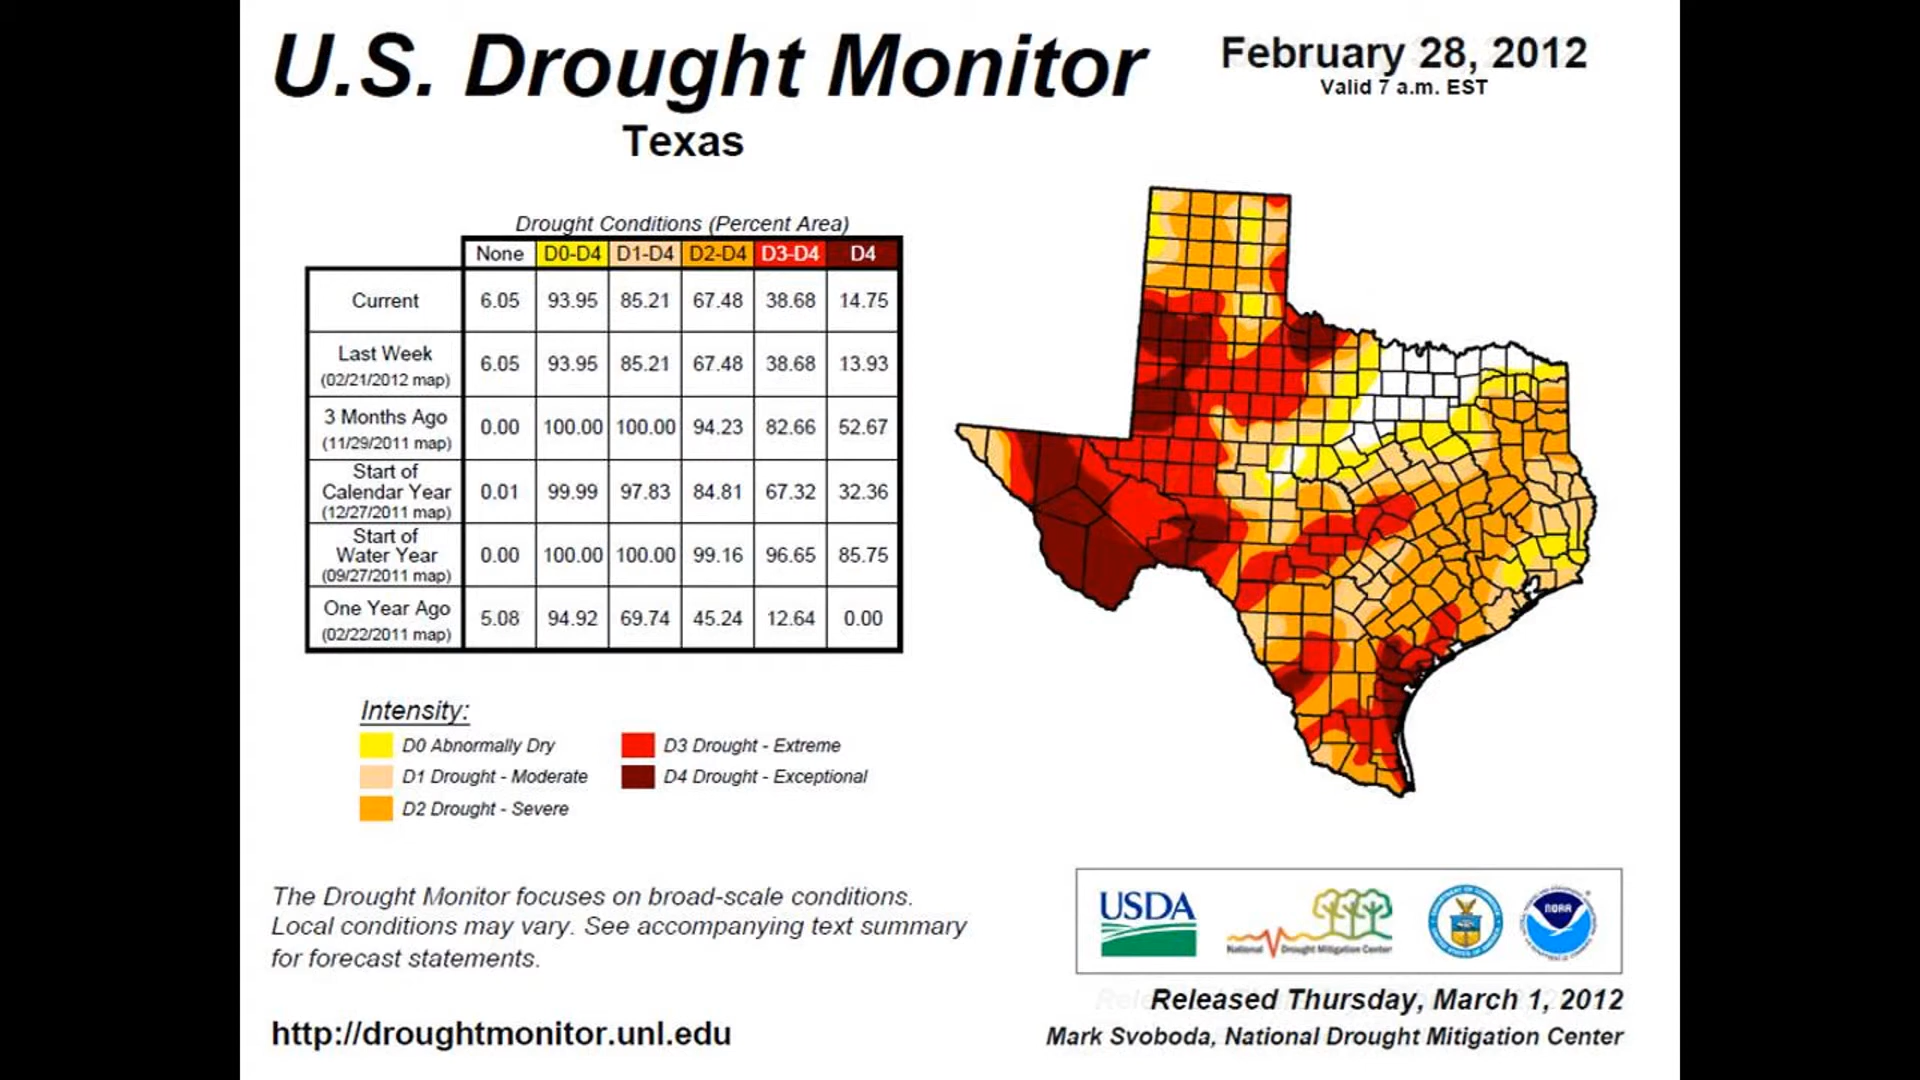 U.S. Drought Monitor
February 28, 2012
Valid 7 a.m. EST
Texas
Drought Conditions (Percent Area)
None D0-D4 D1-D4 D2-D4 D3-D4 D4
Current 6.05 93.95 85.21 67.48 38.68 14.75
Last Week
(02/21/2012 map)
6.05 93.95 85.21 67.48 38.68 13.93
3 Months Ago
(11/29/2011 map)
0.00 100.00 100.00 94.23 82.66 52.67
Start of
Calendar Year
(12/27/2011 map)
0.01 99.99 97.83 84.81 67.32 32.36
Start of
Water Year
(09/27/2011 map)
0.00 100.00 100.00 99.16 96.65 85.75
One Year Ago
(02/22/2011 map)
5.08 94.92 69.74 45.24 12.64 0.00
Intensity:
D0 Abnormally Dry
D1 Drought - Moderate
D2 Drought - Severe
D3 Drought - Extreme
D4 Drought - Exceptional
The Drought Monitor focuses on broad-scale conditions.
Local conditions may vary. See accompanying text summary
for forecast statements.
http://droughtmonitor.unl.edu
USDA
National Drought Mitigation Center
NOAA
Released Thursday, March 1, 2012
Mark Svoboda, National Drought Mitigation Center